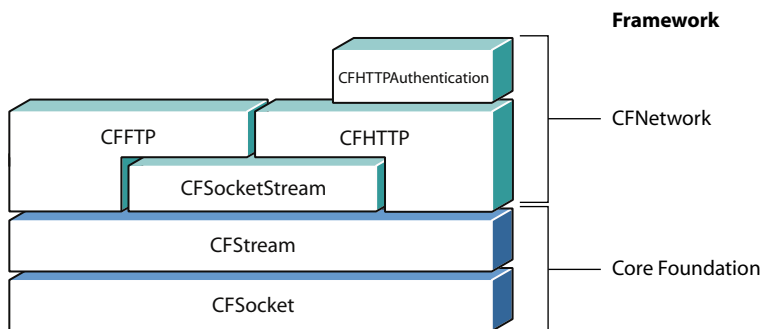 Framework
CFHTTPAuthentication
CFNetwork
CFFTP
CFHTTP
CFSocketStream
CFStream
Core Foundation
CFSocket